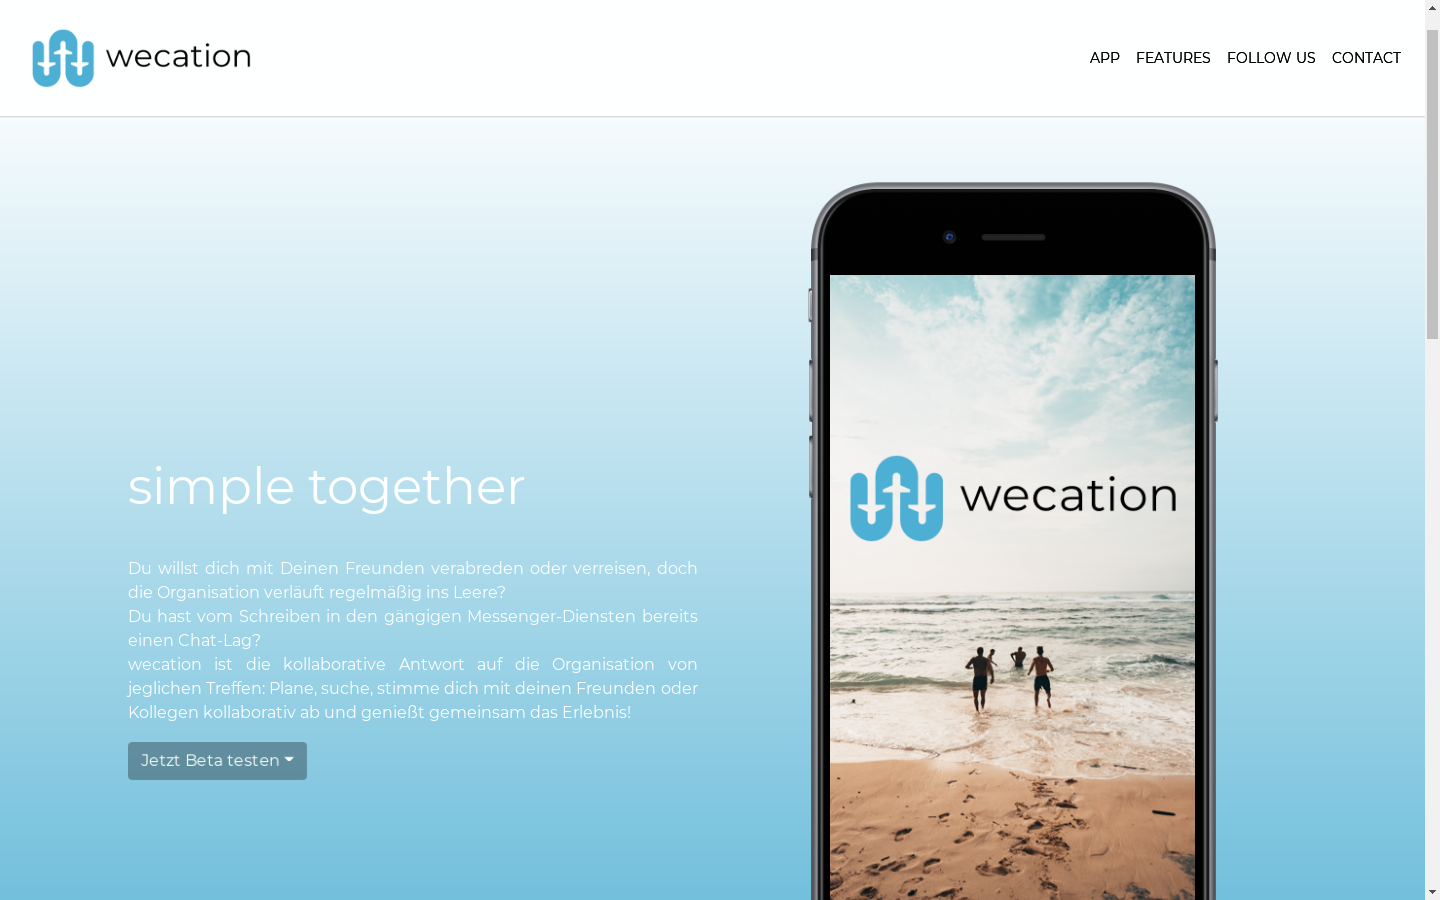 wecation
APP FEATURES FOLLOW US CONTACT
simple together
Du willst dich mit Deinen Freunden verabreden oder verreisen, doch
die Organisation verläuft regelmäßig ins Leere?
Du hast vom Schreiben in den gängigen Messenger-Diensten bereits
einen Chat-Lag?
wecation ist die kollaborative Antwort auf die Organisation von
jeglichen Treffen: Plane, suche, stimme dich mit deinen Freunden oder
Kollegen kollaborativ ab und genießt gemeinsam das Erlebnis!
Jetzt Beta testen
wecation